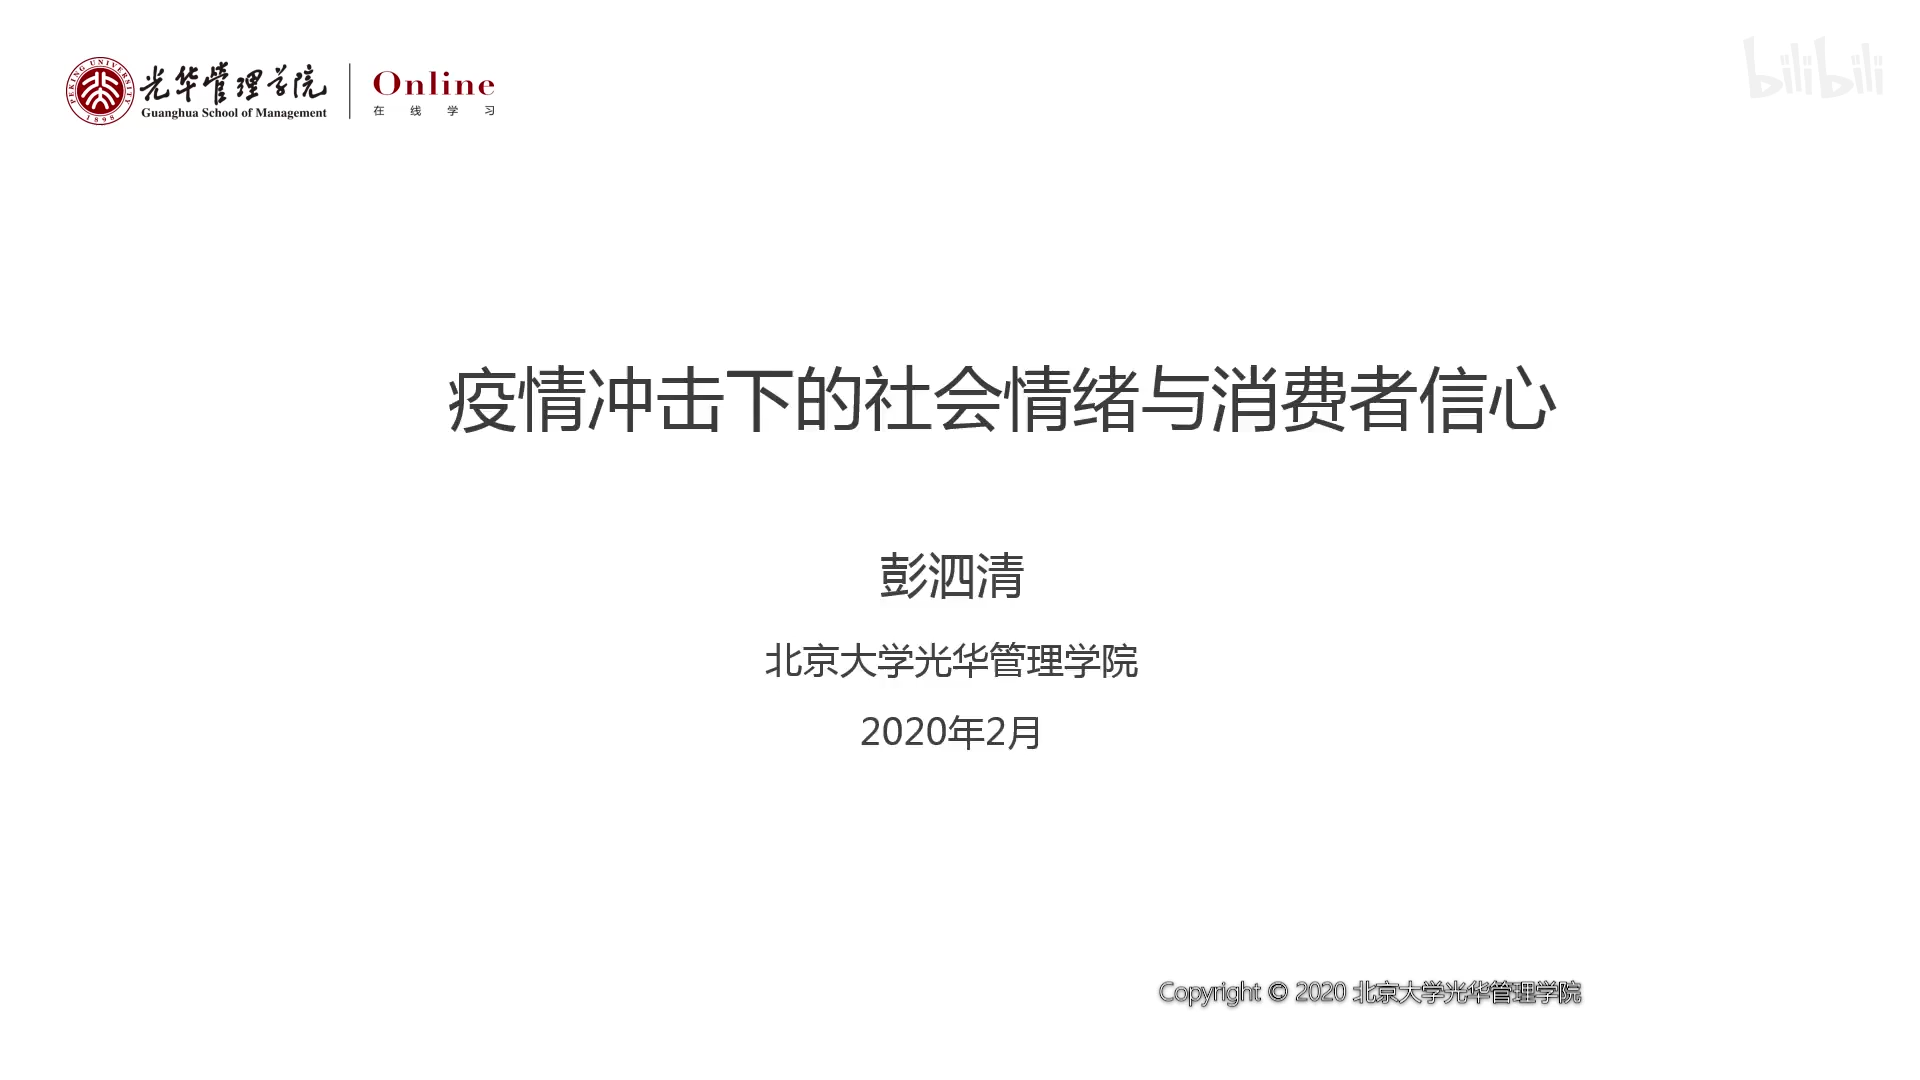 PEKING UNIVERSITY
1898
光华管理学院
Guanghua School of Management
Online
在线学习
bilibili
疫情冲击下的社会情绪与消费者信心
彭泗清
北京大学光华管理学院
2020年2月
Copyright © 2020 北京大学光华管理学院